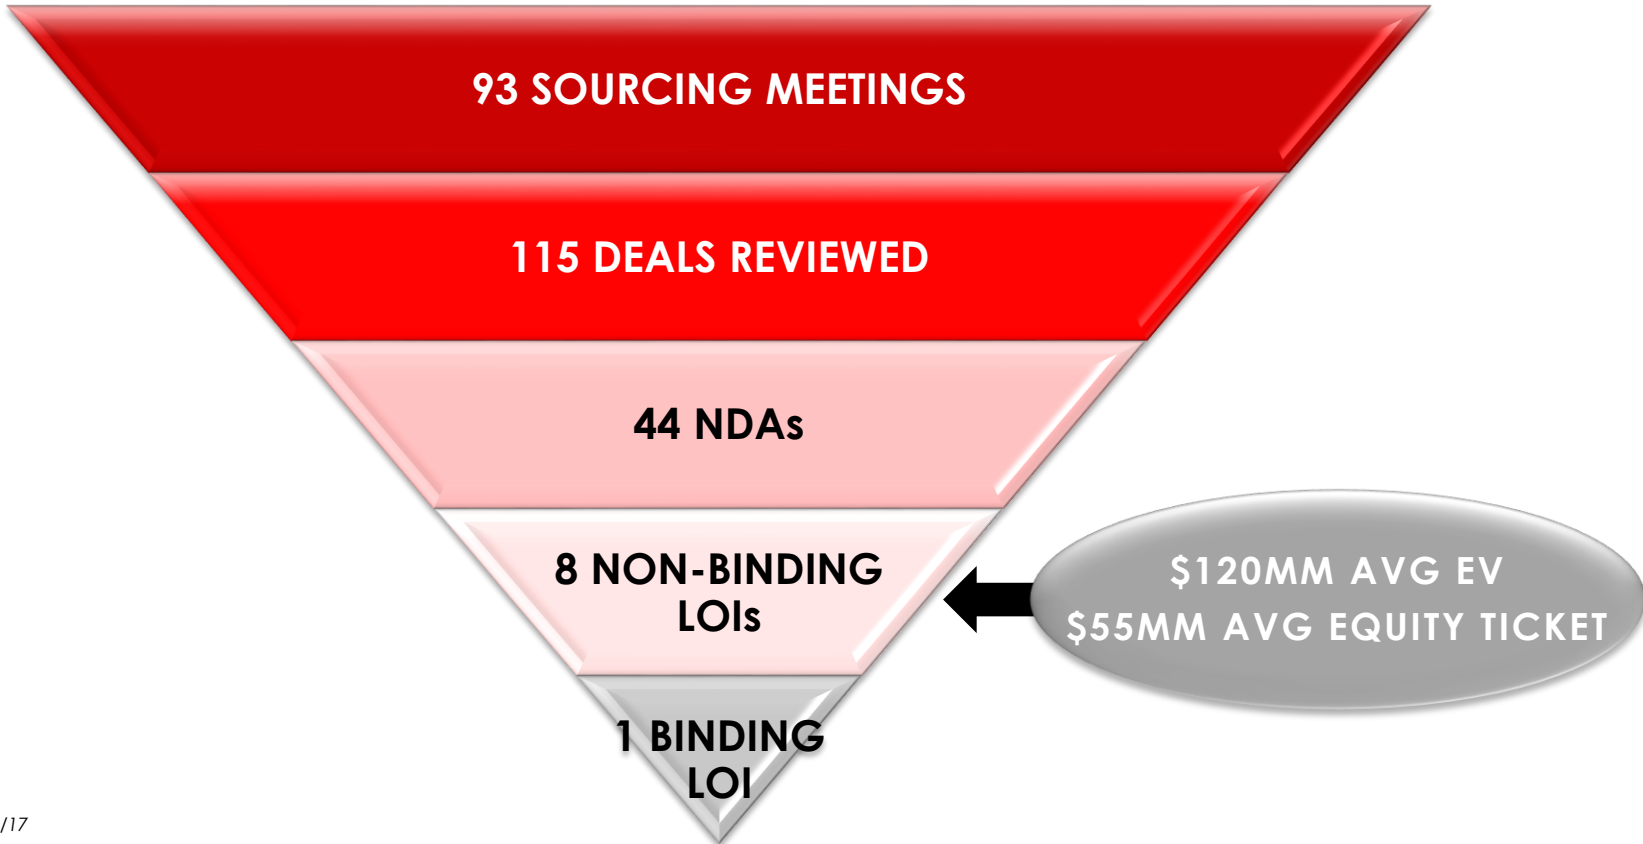 93 SOURCING MEETINGS
115 DEALS REVIEWED
44 NDAs
8 NON-BINDING
LOIs
$120MM AVG EV
$55MM AVG EQUITY TICKET
1 BINDING
LOI
/17